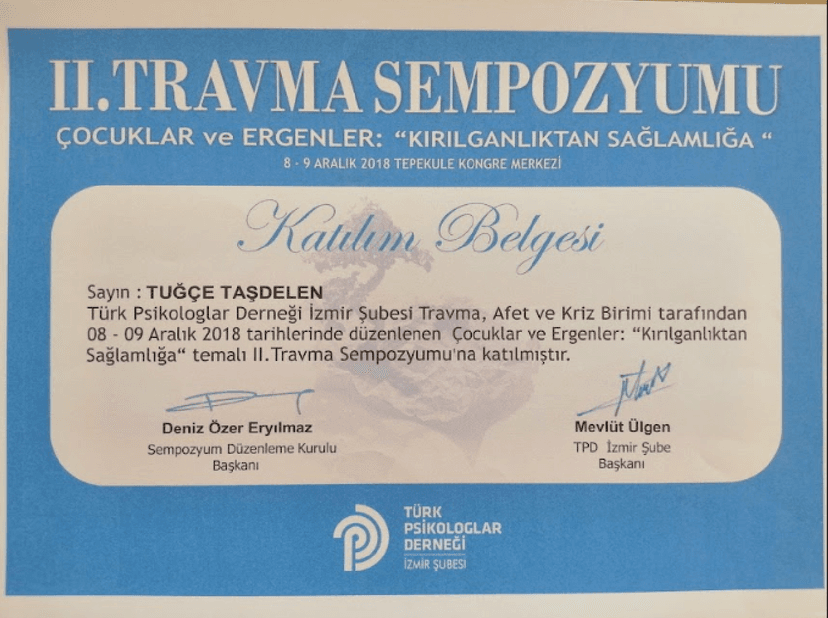 II. TRAVMA SEMPOZYUMU
ÇOCUKLAR ve ERGENLER: “KIRILGANLIKTAN SAĞLAMLIĞA “
8 - 9 ARALIK 2018 TEPEKULE KONGRE MERKEZİ
Katılım Belgesi
Sayın : TUĞÇE TAŞDELEN
Türk Psikologlar Derneği İzmir Şubesi Travma, Afet ve Kriz Birimi tarafından
08 - 09 Aralık 2018 tarihlerinde düzenlenen Çocuklar ve Ergenler: “Kırılganlıktan
Sağlamlığa“ temalı II. Travma Sempozyumu'na katılmıştır.
Deniz Özer Eryılmaz
Sempozyum Düzenleme Kurulu
Başkanı
Mevlüt Ülgen
TPD İzmir Şube
Başkanı
TÜRK
PSİKOLOGLAR
DERNEĞİ
İZMİR ŞUBESİ